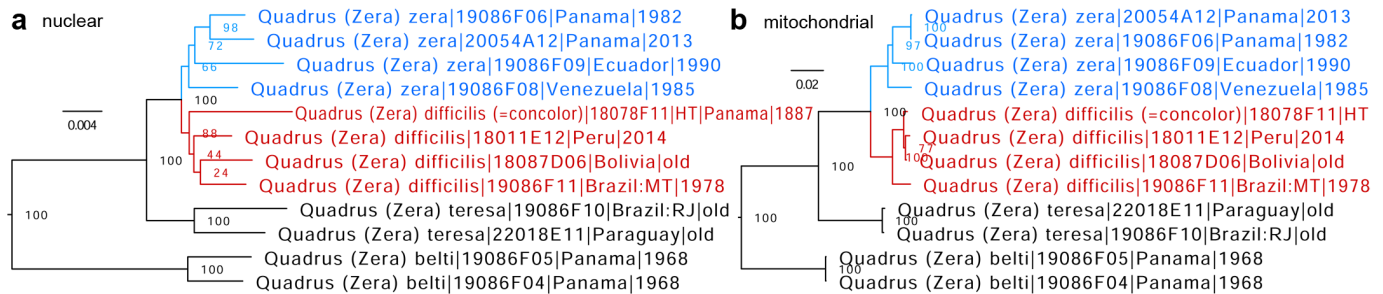 a nuclear
Quadrus (Zera) zera|19086F06|Panama|1982
98
Quadrus (Zera) zera|20054A12|Panama|2013
72
Quadrus (Zera) zera|19086F09|Ecuador|1990
66
Quadrus (Zera) zera|19086F08|Venezuela|1985
100
0.004
Quadrus (Zera) difficilis (=concolor)|18078F11|HT|Panama|1887
88
Quadrus (Zera) difficilis|18011E12|Peru|2014
44
100
Quadrus (Zera) difficilis|18087D06|Bolivia|old
24
Quadrus (Zera) difficilis|19086F11|Brazil:MT|1978
Quadrus (Zera) teresa|19086F10|Brazil:RJ|old
100
100
Quadrus (Zera) teresa|22018E11|Paraguay|old
Quadrus (Zera) belti|19086F05|Panama|1968
100
Quadrus (Zera) belti|19086F04|Panama|1968
b mitochondrial
Quadrus (Zera) zera|20054A12|Panama|2013
100
Quadrus (Zera) zera|19086F06|Panama|1982
97
Quadrus (Zera) zera|19086F09|Ecuador|1990
100
0.02
Quadrus (Zera) zera|19086F08|Venezuela|1985
100
Quadrus (Zera) difficilis (=concolor)|18078F11|HT
Quadrus (Zera) difficilis|18011E12|Peru|2014
77
100
Quadrus (Zera) difficilis|18087D06|Bolivia|old
100
Quadrus (Zera) difficilis|19086F11|Brazil:MT|1978
Quadrus (Zera) teresa|22018E11|Paraguay|old
100
100
Quadrus (Zera) teresa|19086F10|Brazil:RJ|old
Quadrus (Zera) belti|19086F05|Panama|1968
100
Quadrus (Zera) belti|19086F04|Panama|1968